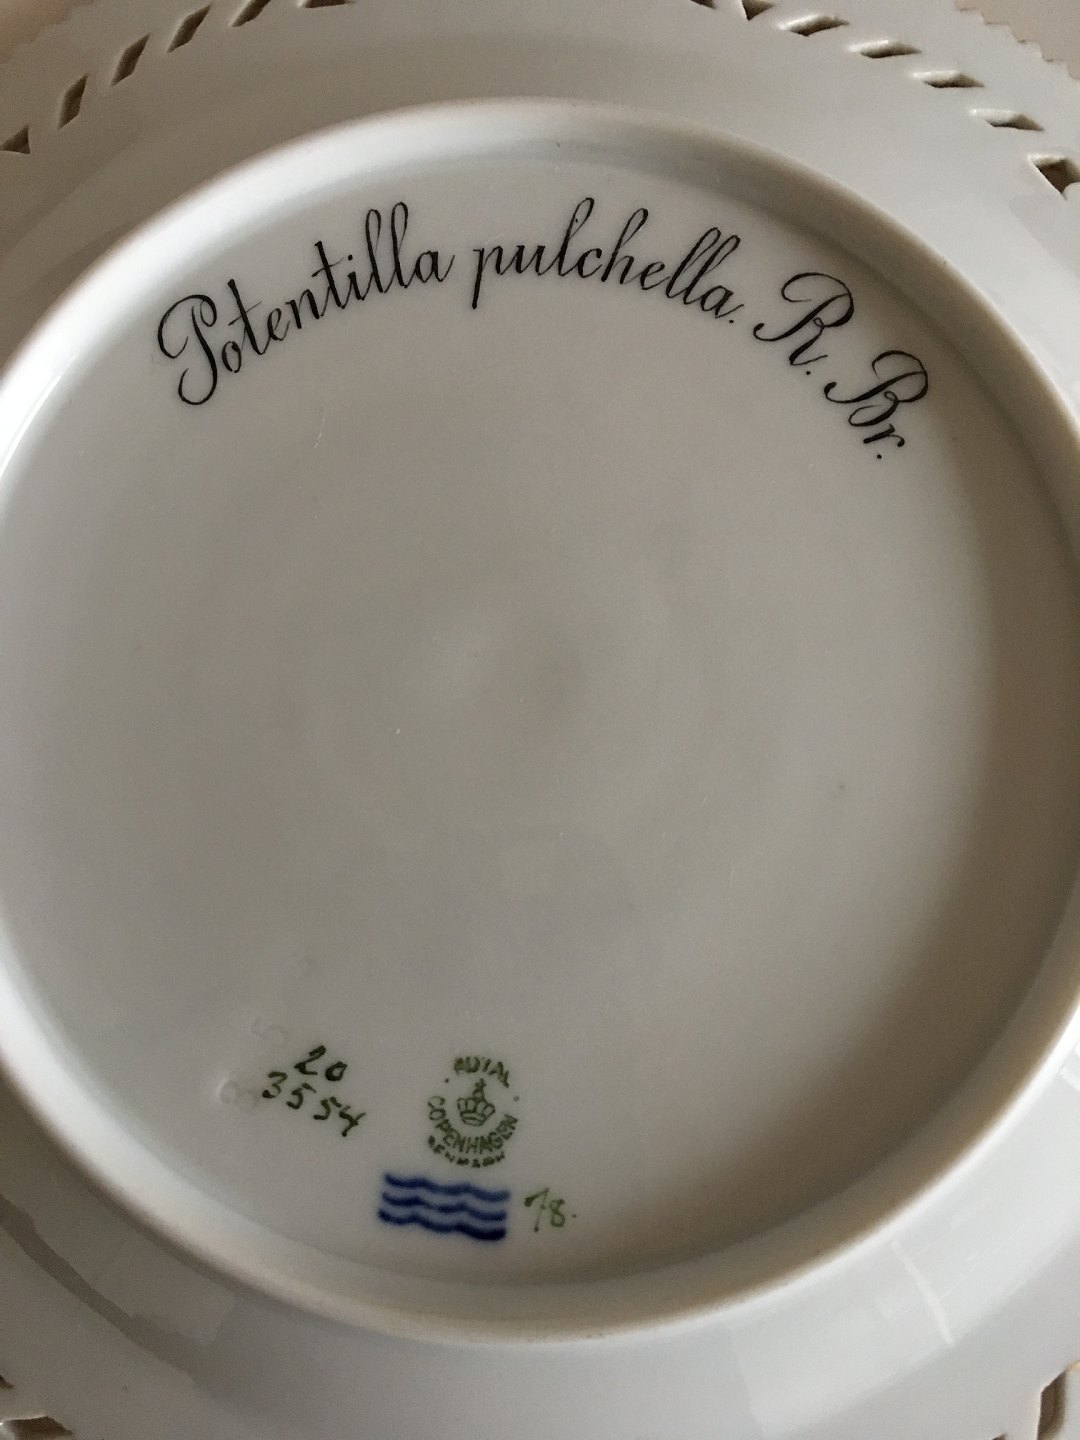 Potentilla pulchella. R. Br.
20
3554
ROYAL
COPENHAGEN
DENMARK
78.